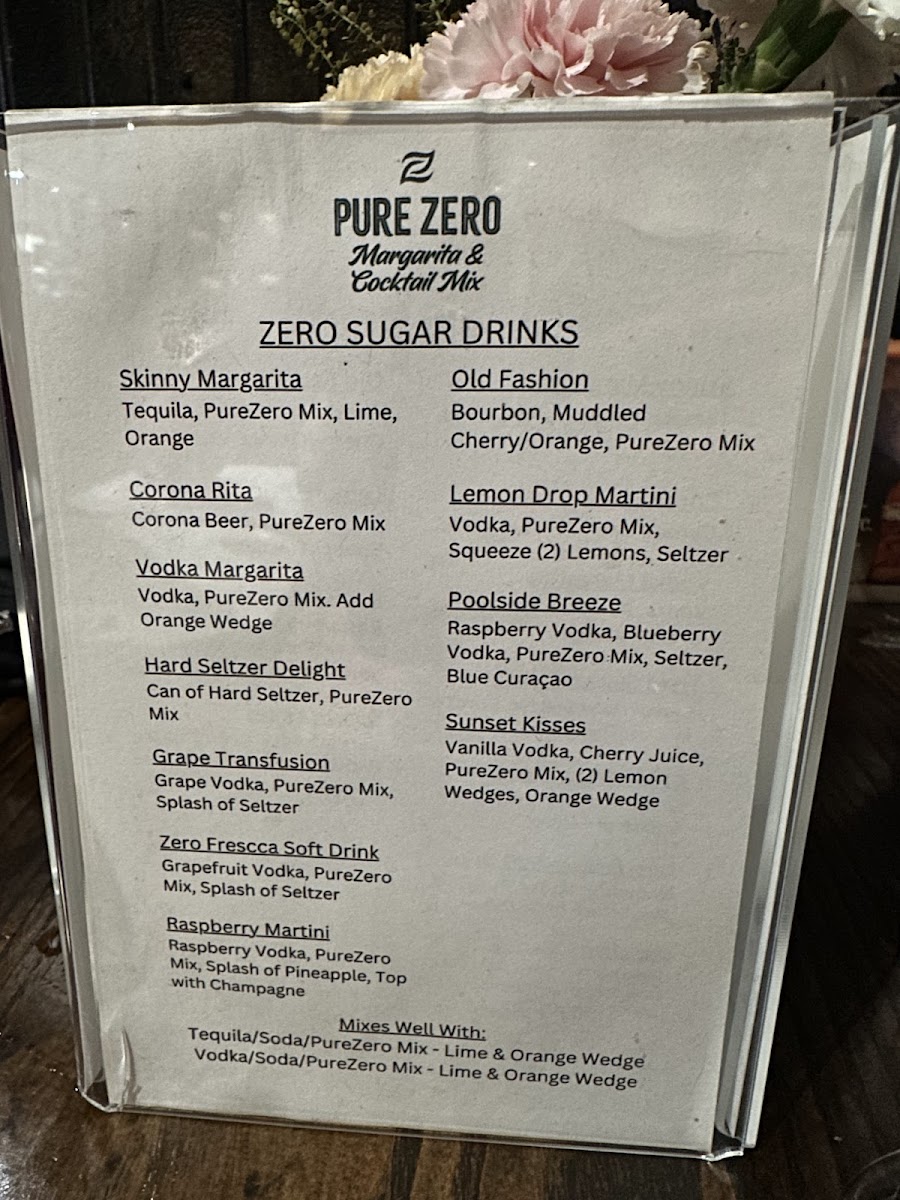 PURE ZERO
Margarita &
Cocktail Mix
ZERO SUGAR DRINKS
Skinny Margarita
Tequila, PureZero Mix, Lime,
Orange
Corona Rita
Corona Beer, PureZero Mix
Vodka Margarita
Vodka, PureZero Mix. Add
Orange Wedge
Hard Seltzer Delight
Can of Hard Seltzer, PureZero
Mix
Grape Transfusion
Grape Vodka, PureZero Mix,
Splash of Seltzer
Zero Frescca Soft Drink
Grapefruit Vodka, PureZero
Mix, Splash of Seltzer
Raspberry Martini
Raspberry Vodka, PureZero
Mix, Splash of Pineapple, Top
with Champagne
Old Fashion
Bourbon, Muddled
Cherry/Orange, PureZero Mix
Lemon Drop Martini
Vodka, PureZero Mix,
Squeeze (2) Lemons, Seltzer
Poolside Breeze
Raspberry Vodka, Blueberry
Vodka, PureZero Mix, Seltzer,
Blue Curaçao
Sunset Kisses
Vanilla Vodka, Cherry Juice,
PureZero Mix, (2) Lemon
Wedges, Orange Wedge
Mixes Well With:
Tequila/Soda/PureZero Mix - Lime & Orange Wedge
Vodka/Soda/PureZero Mix - Lime & Orange Wedge